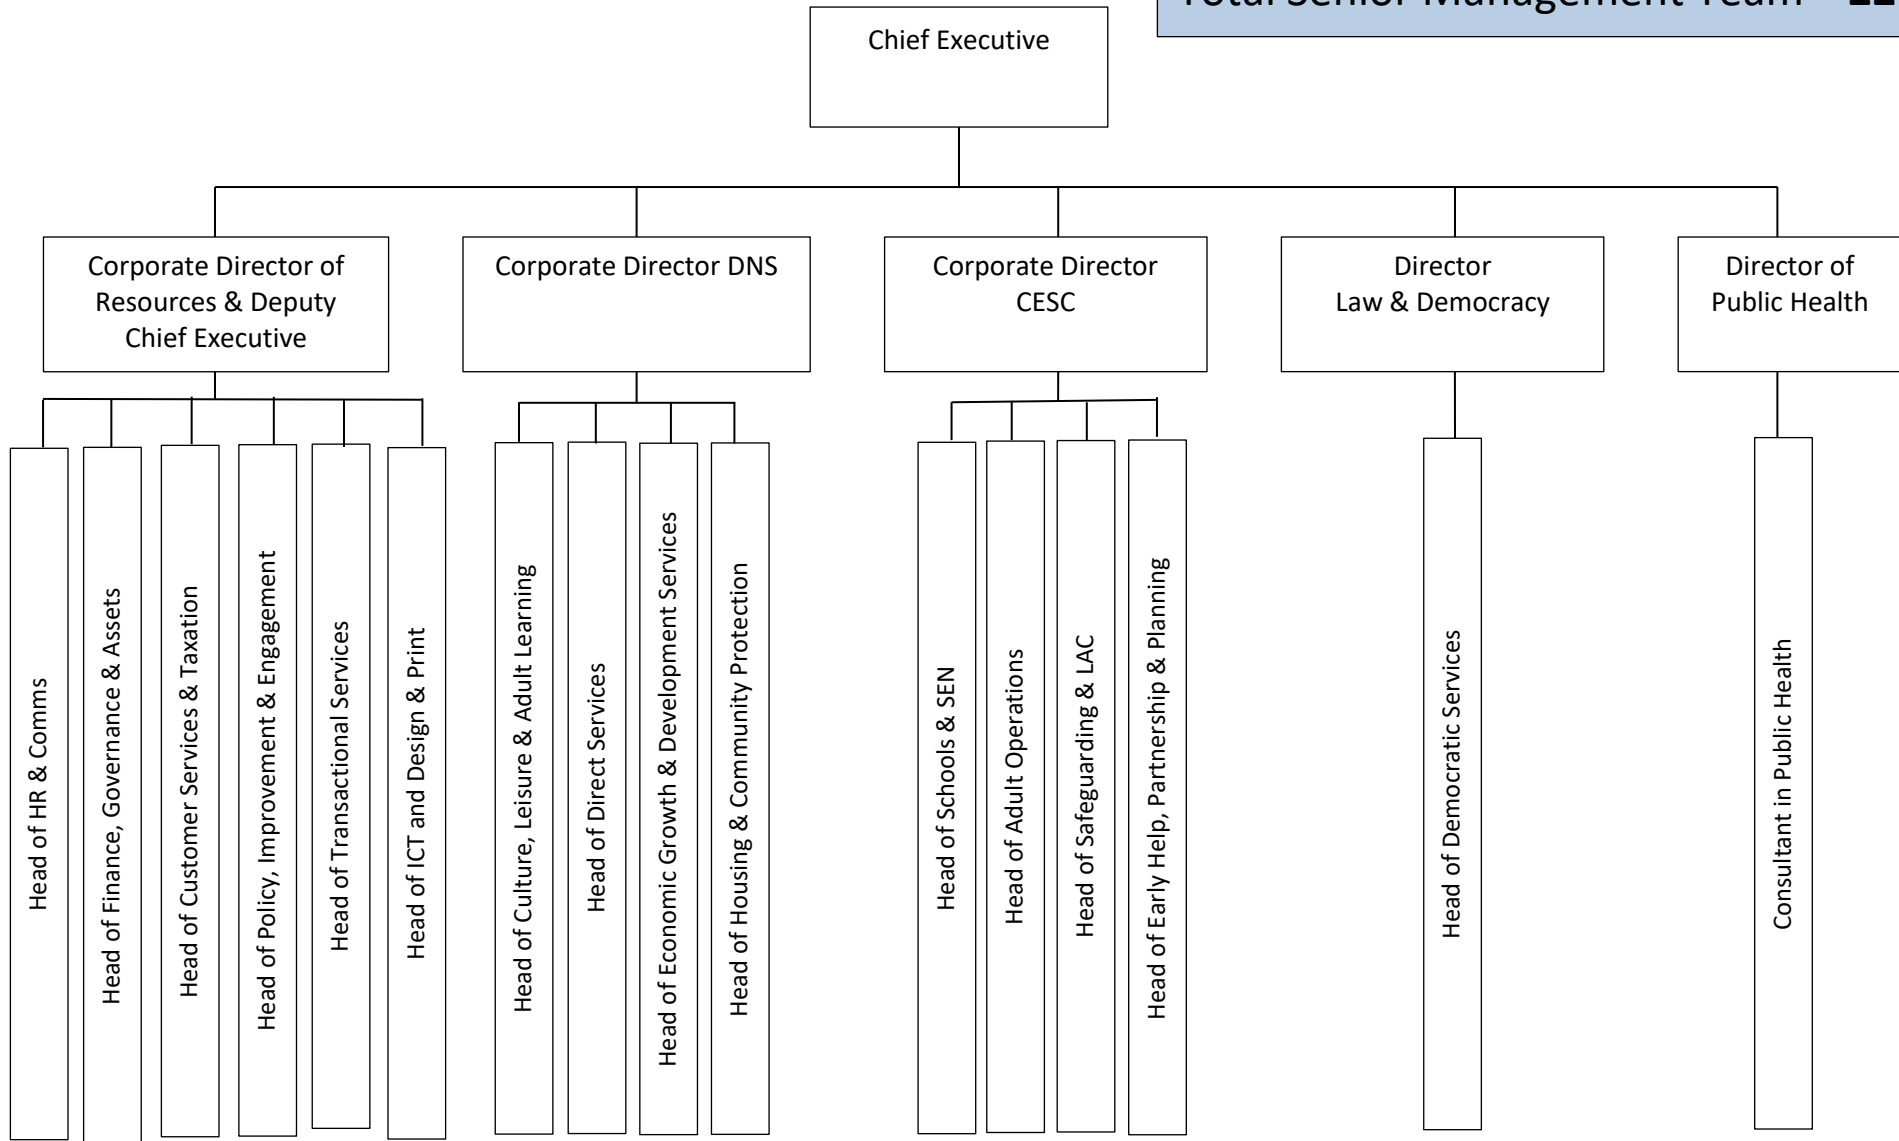 Total Senior Management Team
Chief Executive
Corporate Director of
Resources & Deputy
Chief Executive
Corporate Director DNS
Corporate Director
CESC
Director
Law & Democracy
Director of
Public Health
Head of HR & Comms
Head of Finance, Governance & Assets
Head of Customer Services & Taxation
Head of Policy, Improvement & Engagement
Head of Transactional Services
Head of ICT and Design & Print
Head of Culture, Leisure & Adult Learning
Head of Direct Services
Head of Economic Growth & Development Services
Head of Housing & Community Protection
Head of Schools & SEN
Head of Adult Operations
Head of Safeguarding & LAC
Head of Early Help, Partnership & Planning
Head of Democratic Services
Consultant in Public Health